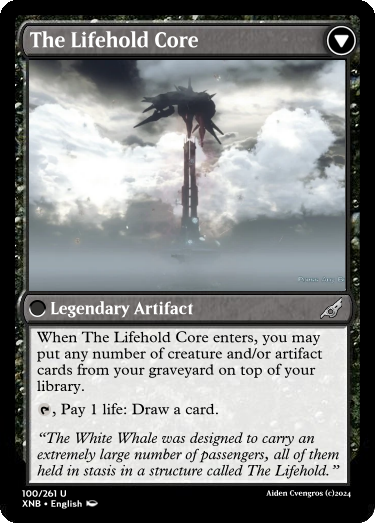 The Lifehold Core
Legendary Artifact
When The Lifehold Core enters, you may
put any number of creature and/or artifact
cards from your graveyard on top of your
library.
, Pay 1 life: Draw a card.
“The White Whale was designed to carry an
extremely large number of passengers, all of them
held in stasis in a structure called The Lifehold.”
100/261 U
XNB • English
Aiden Cvengros (c)2024